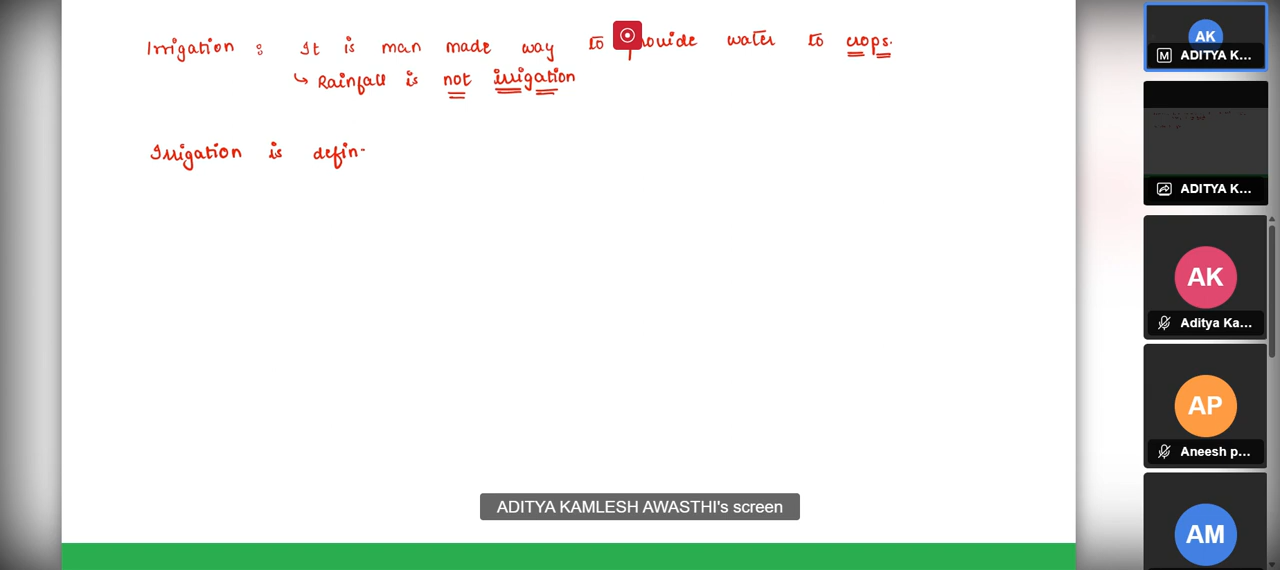 Irrigation : It is man made way to provide water to crops.
↳ Rainfall is not irrigation
Irrigation is defin-
ADITYA KAMLESH AWASTHI's screen
AK
M ADITYA K...
ADITYA K...
AK
Aditya Ka...
AP
Aneesh p...
AM